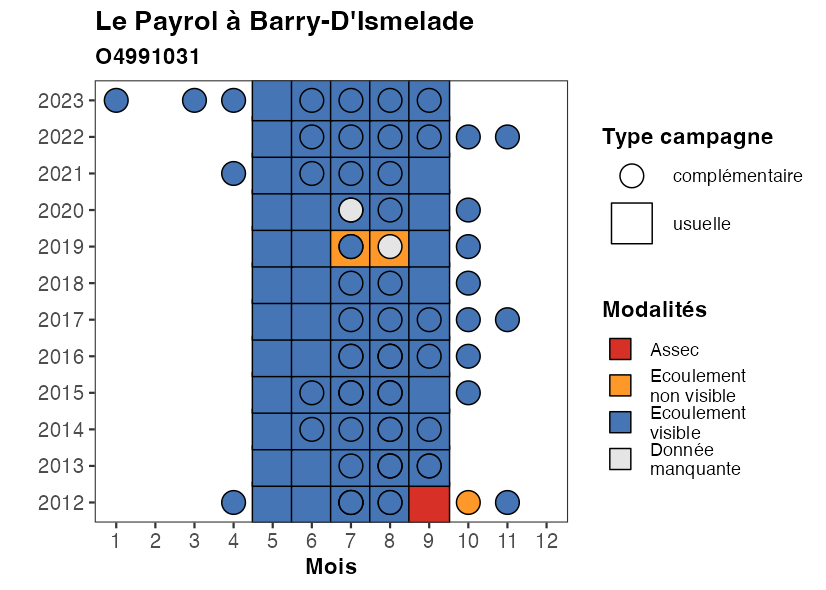 Le Payrol à Barry-D'Ismelade
O4991031
2023
2022
2021
2020
2019
2018
2017
2016
2015
2014
2013
2012
1 2 3 4 5 6 7 8 9 10 11 12
Mois
Type campagne
complémentaire
usuelle
Modalités
Assec
Ecoulement
non visible
Ecoulement
visible
Donnée
manquante